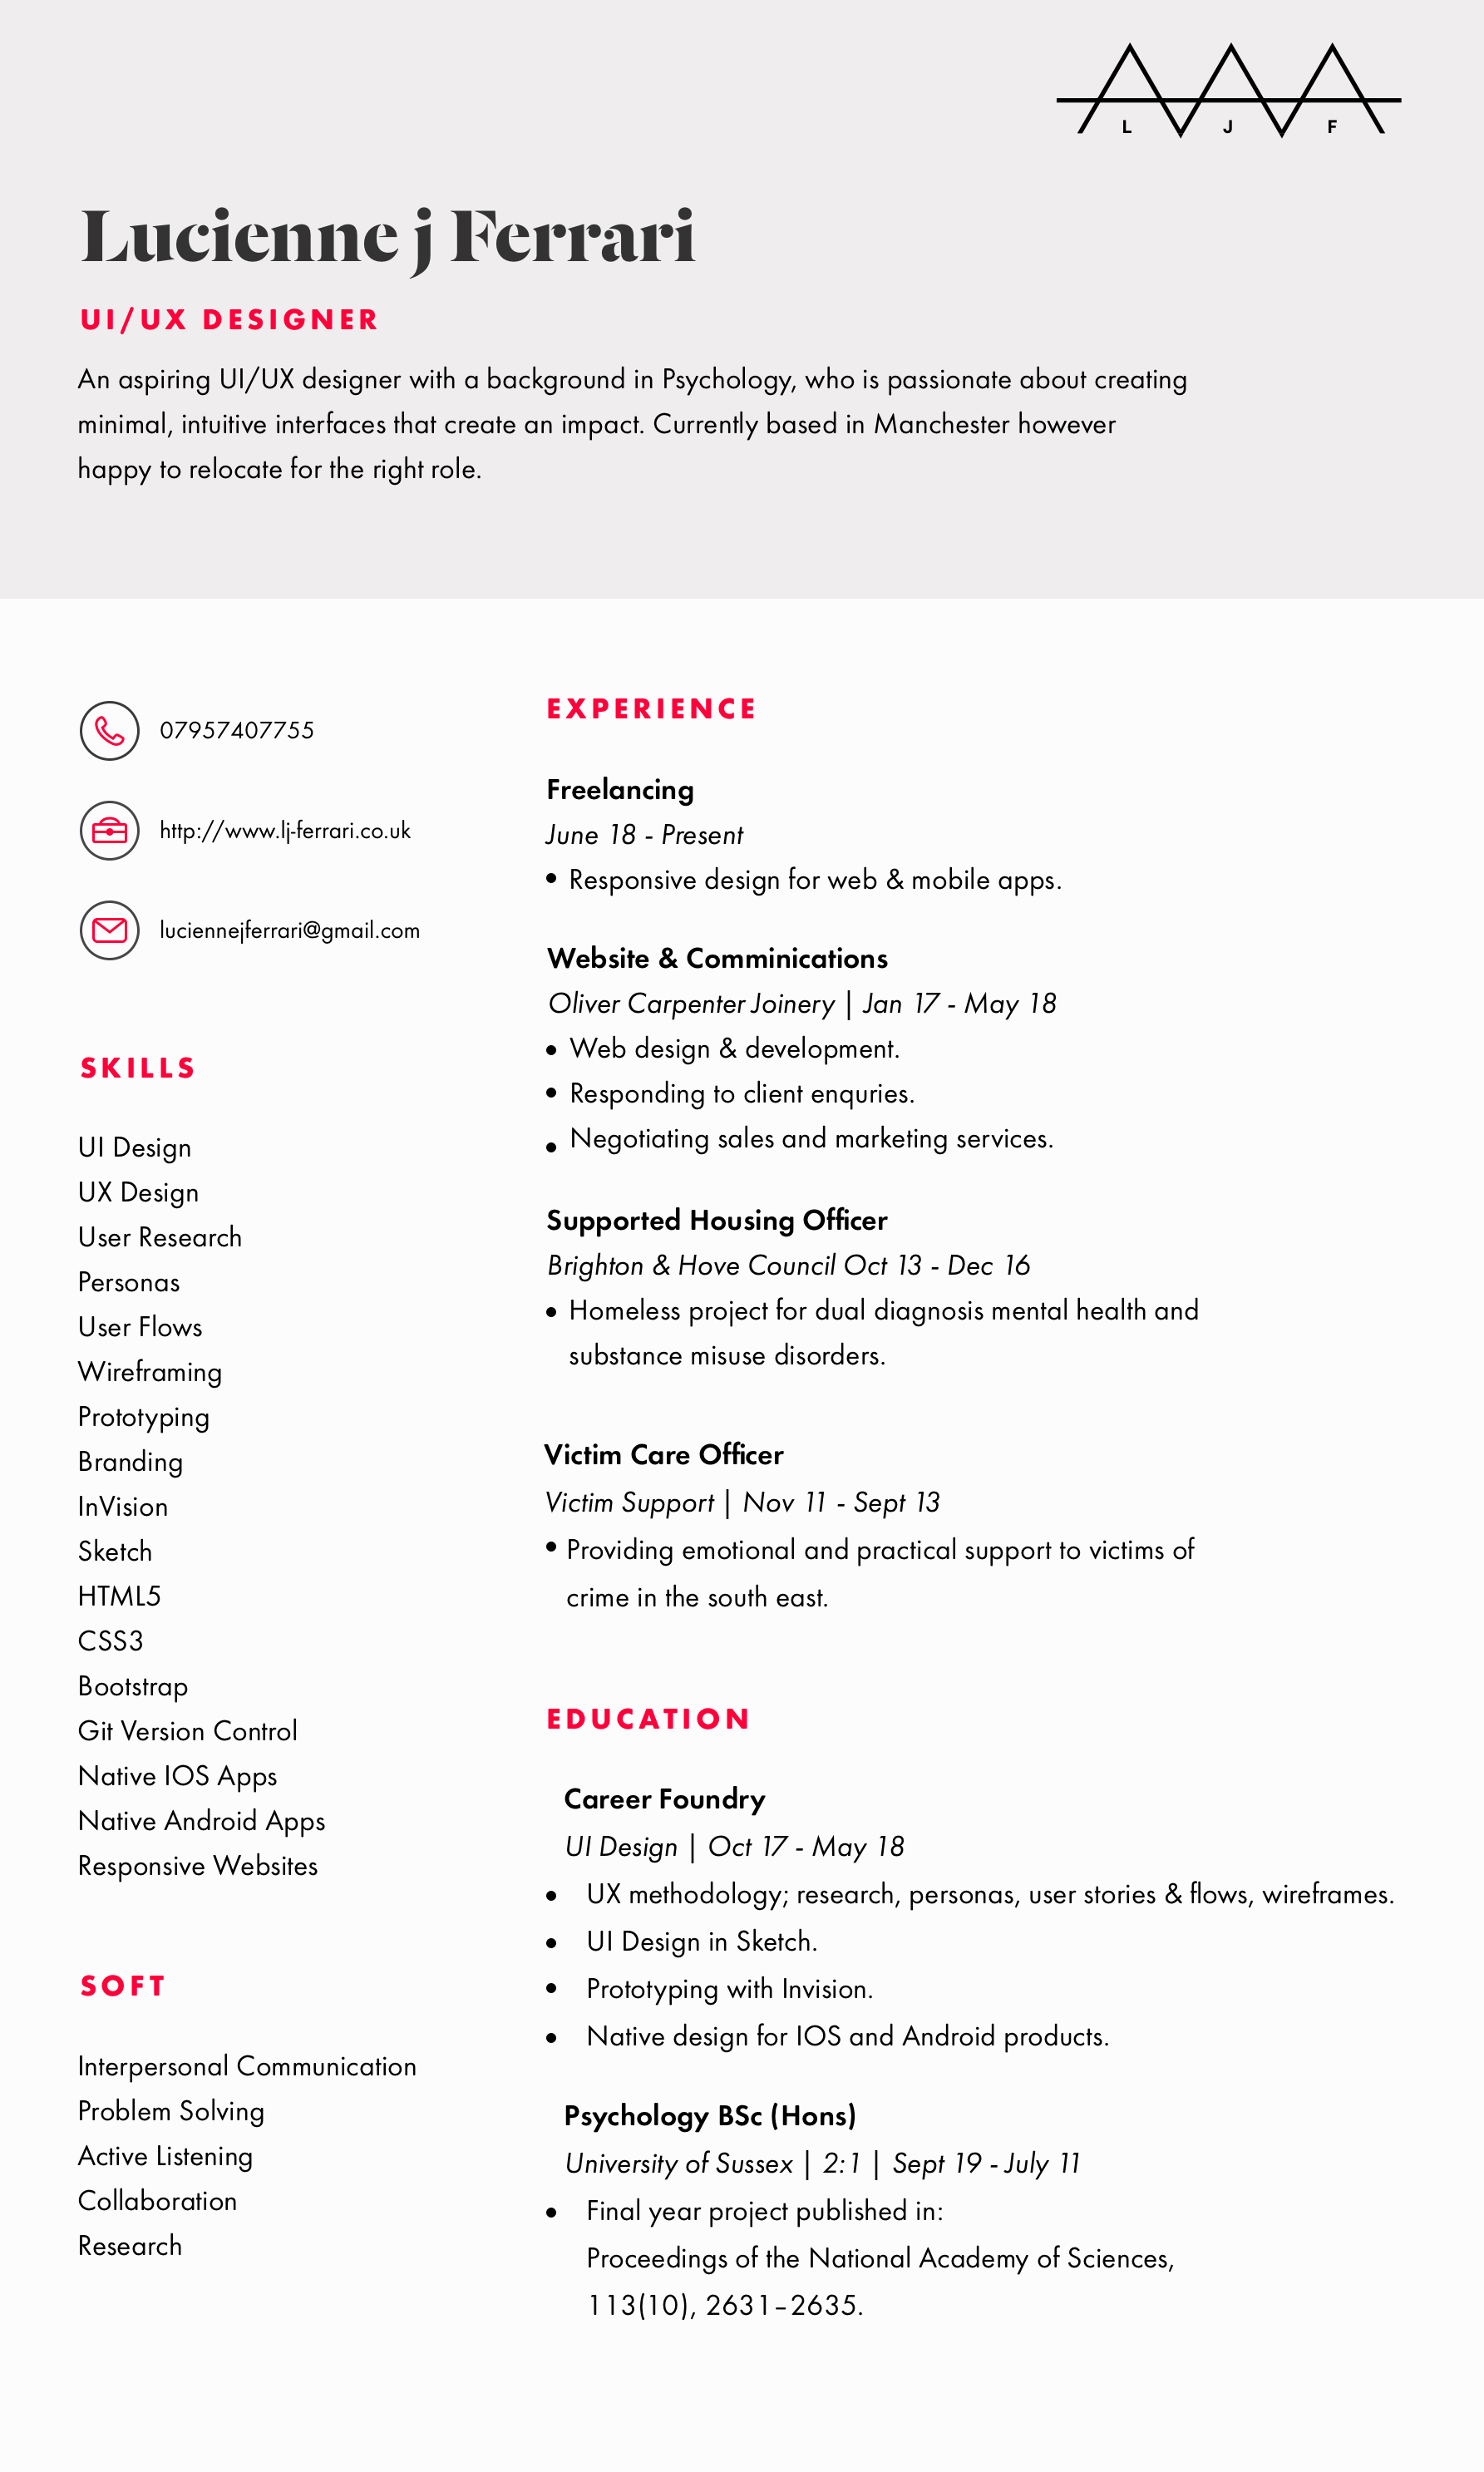 L J F
Lucienne j Ferrari
UI/UX DESIGNER
An aspiring UI/UX designer with a background in Psychology, who is passionate about creating
minimal, intuitive interfaces that create an impact. Currently based in Manchester however
happy to relocate for the right role.
07957407755
http://www.lj-ferrari.co.uk
luciennejferrari@gmail.com
SKILLS
UI Design
UX Design
User Research
Personas
User Flows
Wireframing
Prototyping
Branding
InVision
Sketch
HTML5
CSS3
Bootstrap
Git Version Control
Native IOS Apps
Native Android Apps
Responsive Websites
SOFT
Interpersonal Communication
Problem Solving
Active Listening
Collaboration
Research
EXPERIENCE
Freelancing
June 18 - Present
• Responsive design for web & mobile apps.
Website & Comminications
Oliver Carpenter Joinery | Jan 17 - May 18
• Web design & development.
• Responding to client enquries.
• Negotiating sales and marketing services.
Supported Housing Officer
Brighton & Hove Council Oct 13 - Dec 16
• Homeless project for dual diagnosis mental health and
substance misuse disorders.
Victim Care Officer
Victim Support | Nov 11 - Sept 13
• Providing emotional and practical support to victims of
crime in the south east.
EDUCATION
Career Foundry
UI Design | Oct 17 - May 18
• UX methodology; research, personas, user stories & flows, wireframes.
• UI Design in Sketch.
• Prototyping with Invision.
• Native design for IOS and Android products.
Psychology BSc (Hons)
University of Sussex | 2:1 | Sept 19 - July 11
• Final year project published in:
Proceedings of the National Academy of Sciences,
113(10), 2631–2635.